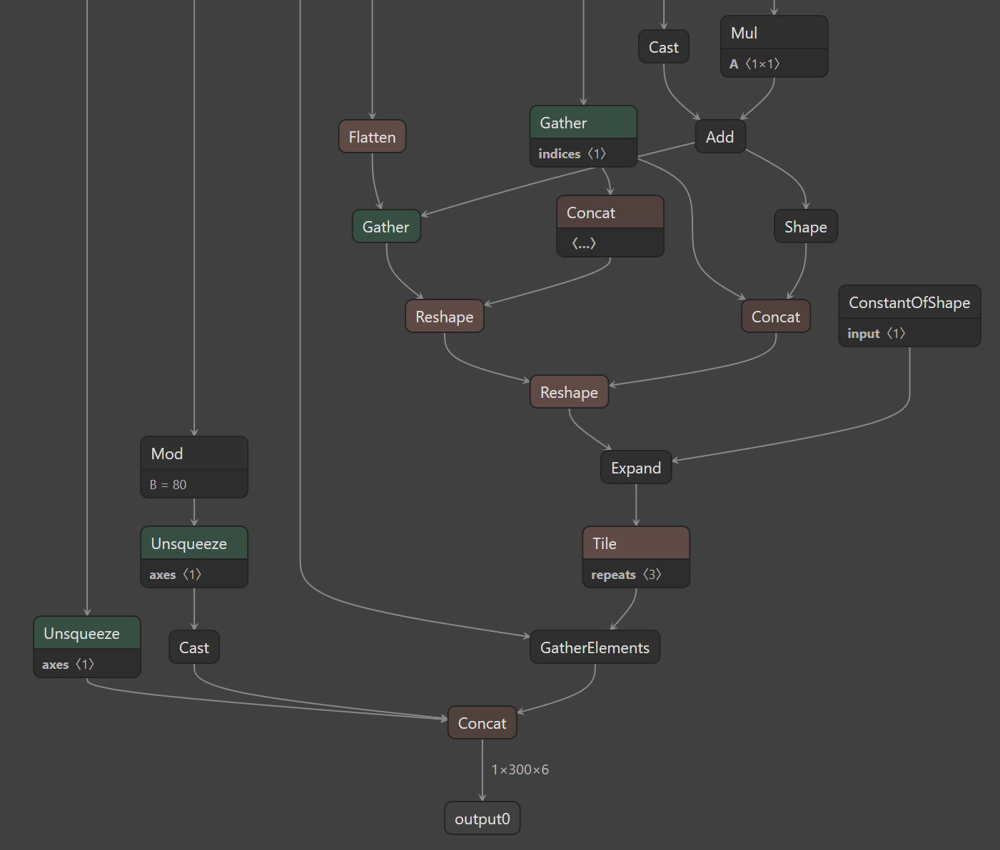 Mul
A 〈1×1〉
Cast
Gather
indices 〈1〉
Flatten
Add
Concat
〈...〉
Gather
Shape
ConstantOfShape
input 〈1〉
Reshape
Concat
Reshape
Mod
B = 80
Expand
Unsqueeze
axes 〈1〉
Tile
repeats 〈3〉
Unsqueeze
axes 〈1〉
Cast
GatherElements
Concat
1×300×6
output0